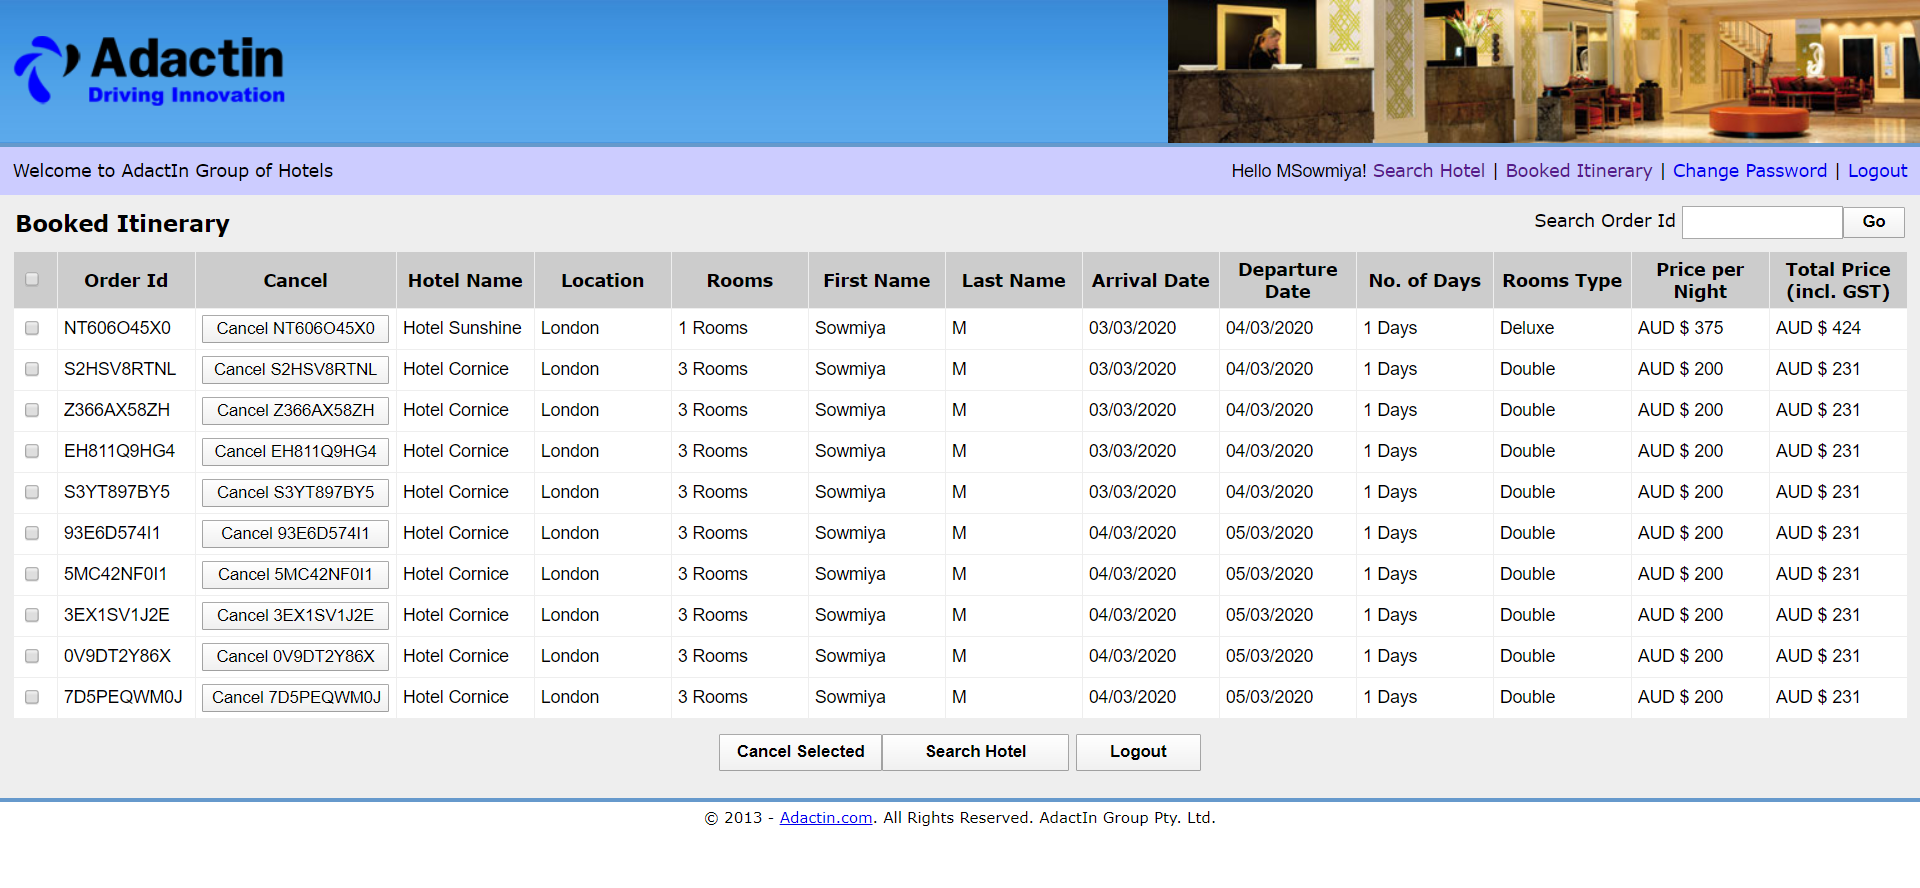 Adactin
Driving Innovation
Welcome to AdactIn Group of Hotels
Hello MSowmiya! Search Hotel | Booked Itinerary | Change Password | Logout
Booked Itinerary
Search Order Id Go
Order Id Cancel Hotel Name Location Rooms First Name Last Name Arrival Date Departure Date No. of Days Rooms Type Price per Night Total Price (incl. GST)
NT606O45X0 Cancel NT606O45X0 Hotel Sunshine London 1 Rooms Sowmiya M 03/03/2020 04/03/2020 1 Days Deluxe AUD $ 375 AUD $ 424
S2HSV8RTNL Cancel S2HSV8RTNL Hotel Cornice London 3 Rooms Sowmiya M 03/03/2020 04/03/2020 1 Days Double AUD $ 200 AUD $ 231
Z366AX58ZH Cancel Z366AX58ZH Hotel Cornice London 3 Rooms Sowmiya M 03/03/2020 04/03/2020 1 Days Double AUD $ 200 AUD $ 231
EH811Q9HG4 Cancel EH811Q9HG4 Hotel Cornice London 3 Rooms Sowmiya M 03/03/2020 04/03/2020 1 Days Double AUD $ 200 AUD $ 231
S3YT897BY5 Cancel S3YT897BY5 Hotel Cornice London 3 Rooms Sowmiya M 03/03/2020 04/03/2020 1 Days Double AUD $ 200 AUD $ 231
93E6D574I1 Cancel 93E6D574I1 Hotel Cornice London 3 Rooms Sowmiya M 04/03/2020 05/03/2020 1 Days Double AUD $ 200 AUD $ 231
5MC42NF0I1 Cancel 5MC42NF0I1 Hotel Cornice London 3 Rooms Sowmiya M 04/03/2020 05/03/2020 1 Days Double AUD $ 200 AUD $ 231
3EX1SV1J2E Cancel 3EX1SV1J2E Hotel Cornice London 3 Rooms Sowmiya M 04/03/2020 05/03/2020 1 Days Double AUD $ 200 AUD $ 231
0V9DT2Y86X Cancel 0V9DT2Y86X Hotel Cornice London 3 Rooms Sowmiya M 04/03/2020 05/03/2020 1 Days Double AUD $ 200 AUD $ 231
7D5PEQWM0J Cancel 7D5PEQWM0J Hotel Cornice London 3 Rooms Sowmiya M 04/03/2020 05/03/2020 1 Days Double AUD $ 200 AUD $ 231
Cancel Selected Search Hotel Logout
© 2013 - Adactin.com. All Rights Reserved. AdactIn Group Pty. Ltd.